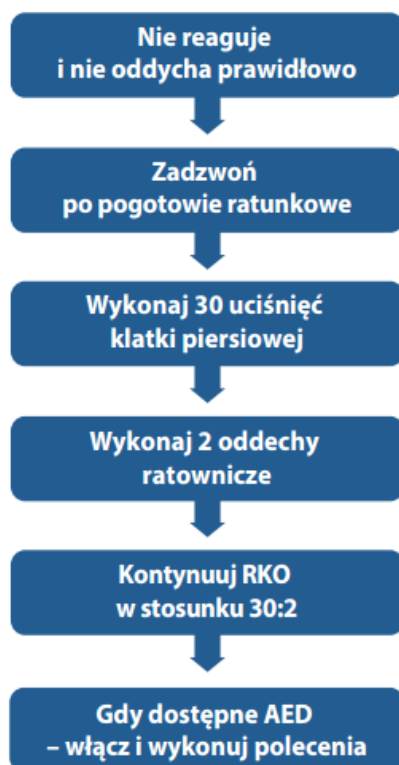 Nie reaguje
i nie oddycha prawidłowo
Zadzwoń
po pogotowie ratunkowe
Wykonaj 30 uciśnięć
klatki piersiowej
Wykonaj 2 oddechy
ratownicze
Kontynuuj RKO
w stosunku 30:2
Gdy dostępne AED
– włącz i wykonuj polecenia